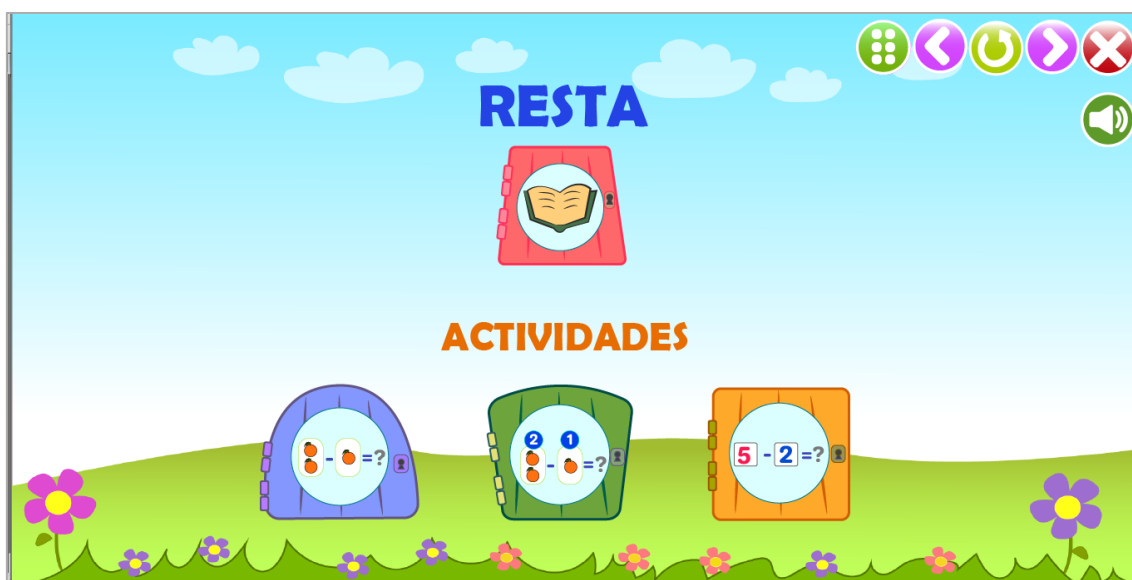 RESTA
ACTIVIDADES
- =?
2 1
- =?
5 - 2 =?